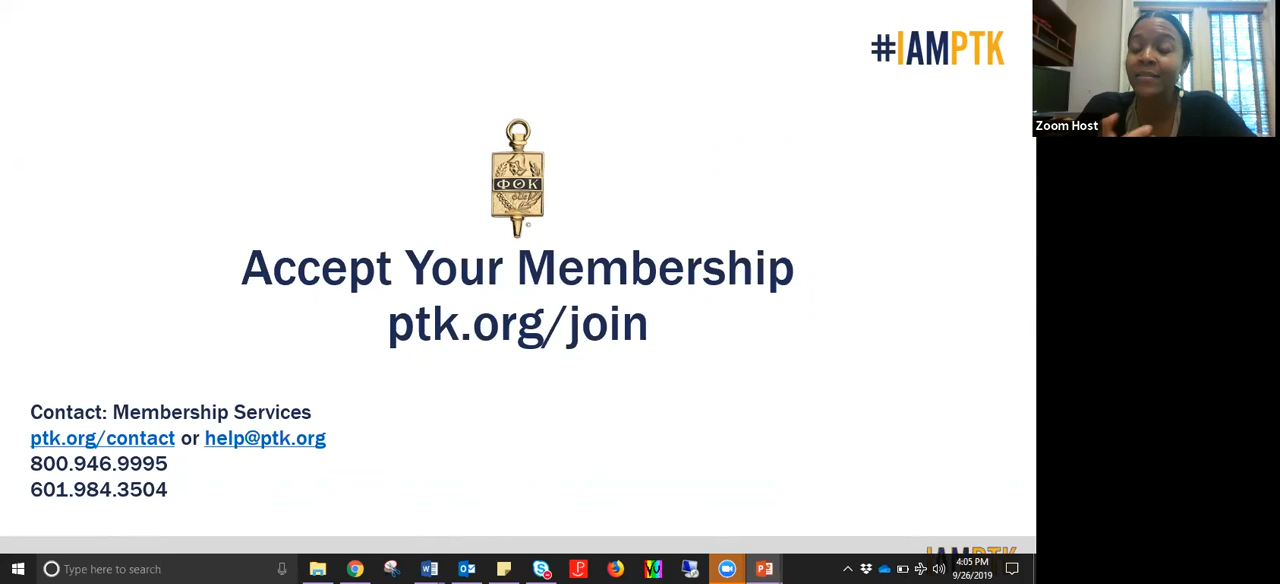 #IAMPTK
Zoom Host
ΦΘΚ
Accept Your Membership
ptk.org/join
Contact: Membership Services
ptk.org/contact or help@ptk.org
800.946.9995
601.984.3504
IAMPTK
Type here to search
4:05 PM
9/26/2019